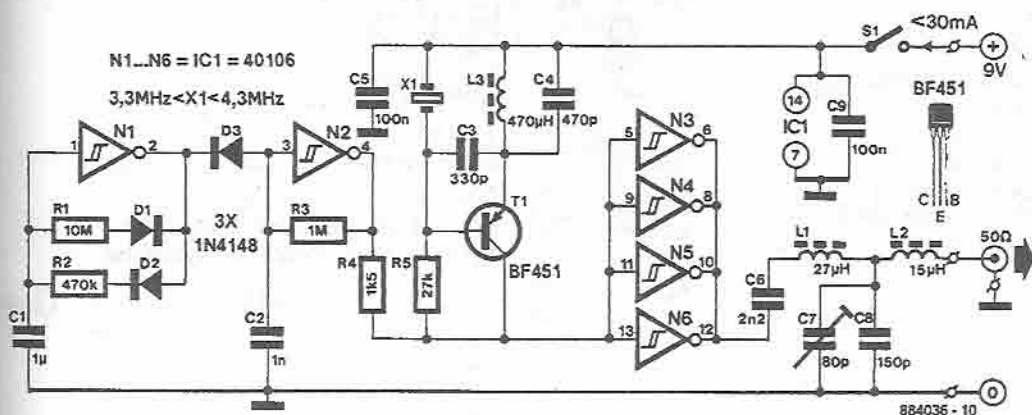 N1...N6 = IC1 = 40106
3,3MHz<X1<4,3MHz
C5
100n
X1
L3
470µH
C4
470p
S1
<30mA
9V
BF451
14
IC1
7
C9
100n
C
E
B
1
N1
2
D3
3
N2
4
C3
330p
T1
BF451
5
N3
6
9
N4
8
11
N5
10
13
N6
12
R1
10M
D1
R2
470k
D2
3X
1N4148
R3
1M
R4
1k5
R5
27k
C1
1µ
C2
1n
C6
2n2
L1
27µH
L2
15µH
50Ω
C7
80p
C8
150p
0
884036 - 10